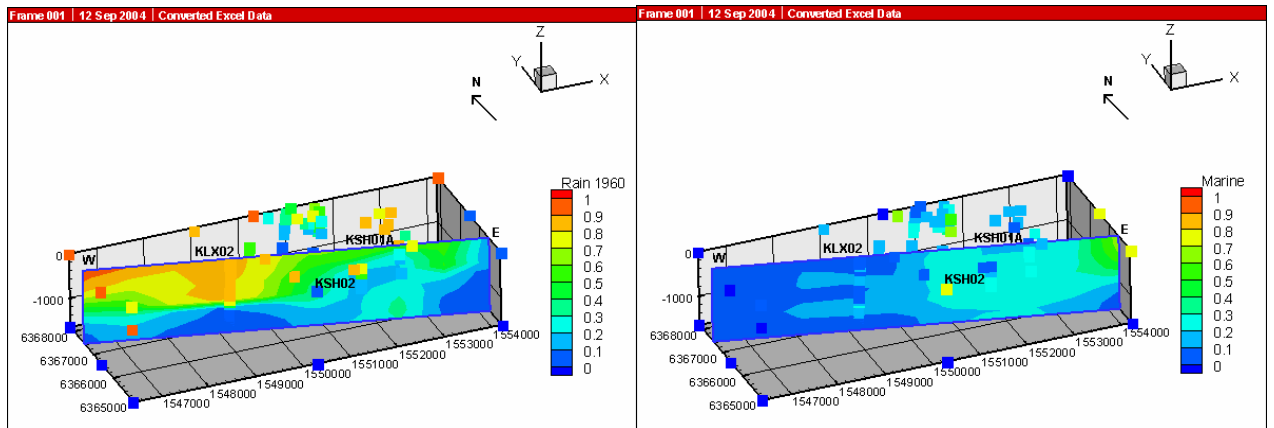 Frame 001 | 12 Sep 2004 | Converted Excel Data
Z
Y
X
N
Rain 1960
1
0.9
0.8
0.7
0.6
0.5
0.4
0.3
0.2
0.1
0
KSH01A
E
KLX02
W
KSH02
0
-1000
6368000
6367000
6366000
6365000
1547000
1548000
1549000
1550000
1551000
1552000
1553000
1554000
Frame 001 | 12 Sep 2004 | Converted Excel Data
Z
Y
X
N
Marine
1
0.9
0.8
0.7
0.6
0.5
0.4
0.3
0.2
0.1
0
KSH01A
E
KLX02
W
KSH02
0
-1000
6368000
6367000
6366000
6365000
1547000
1548000
1549000
1550000
1551000
1552000
1553000
1554000